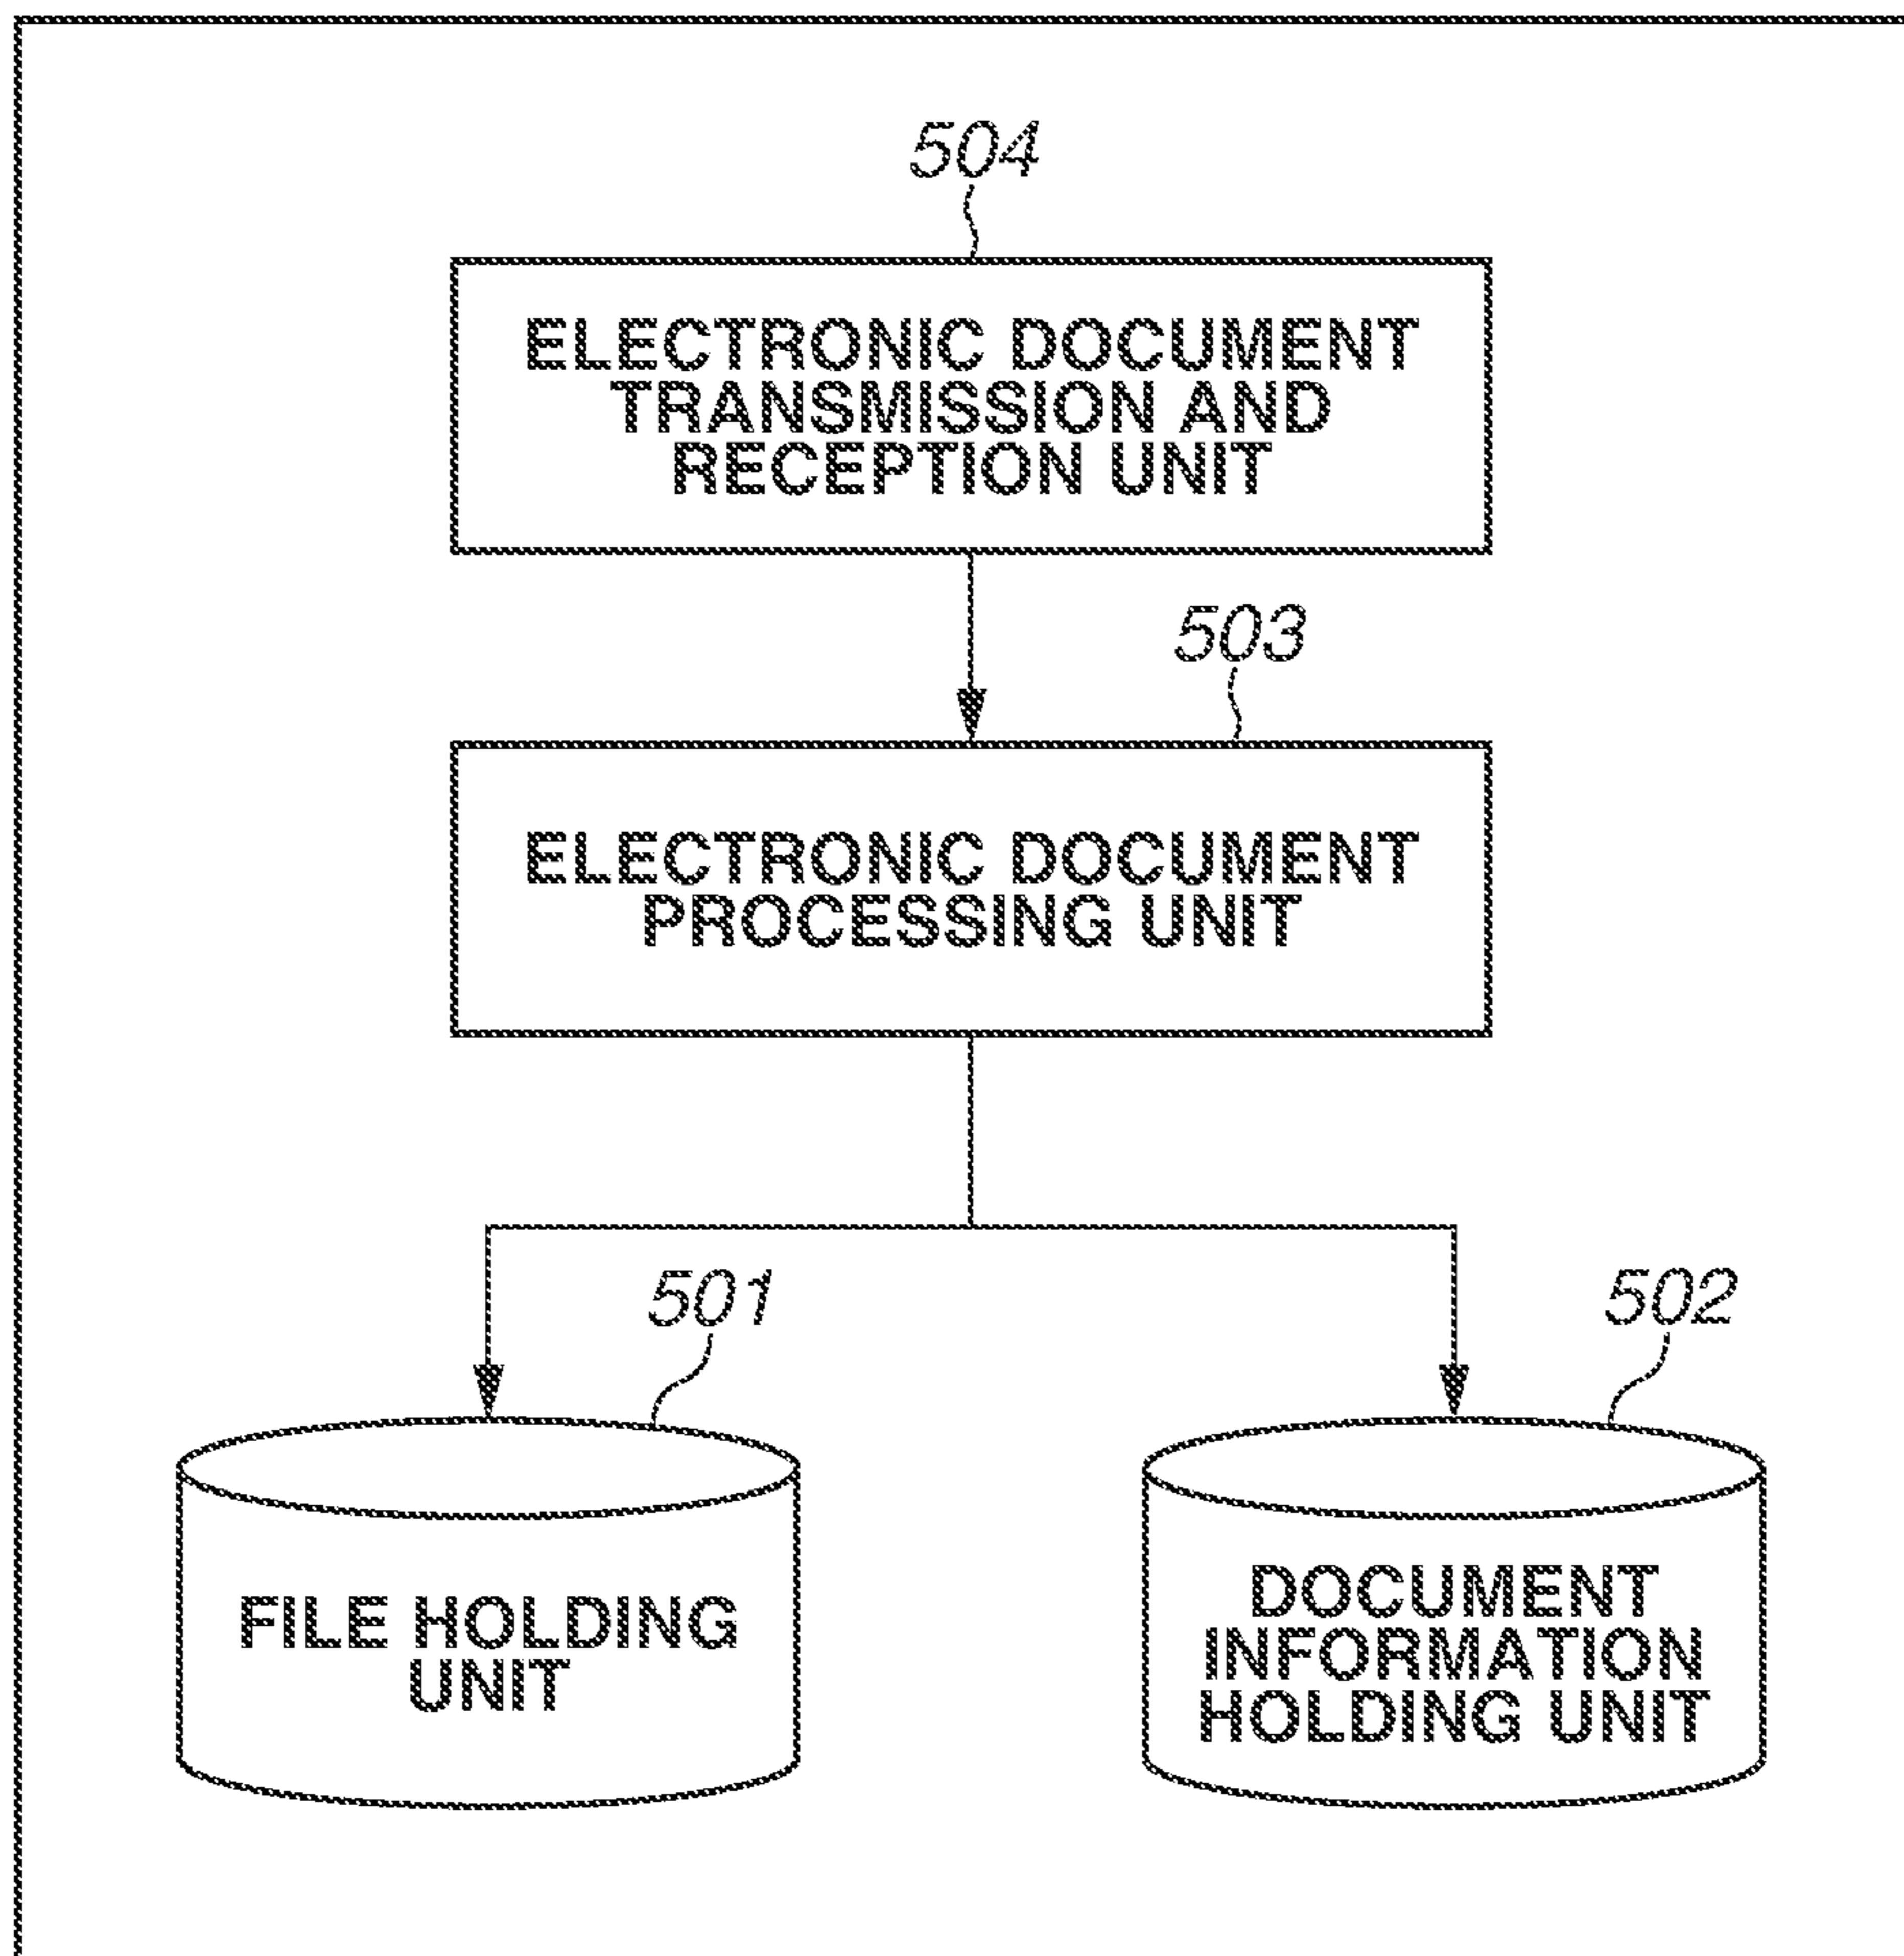 504
ELECTRONIC DOCUMENT
TRANSMISSION AND
RECEPTION UNIT
503
ELECTRONIC DOCUMENT
PROCESSING UNIT
501
502
FILE HOLDING
UNIT
DOCUMENT
INFORMATION
HOLDING UNIT